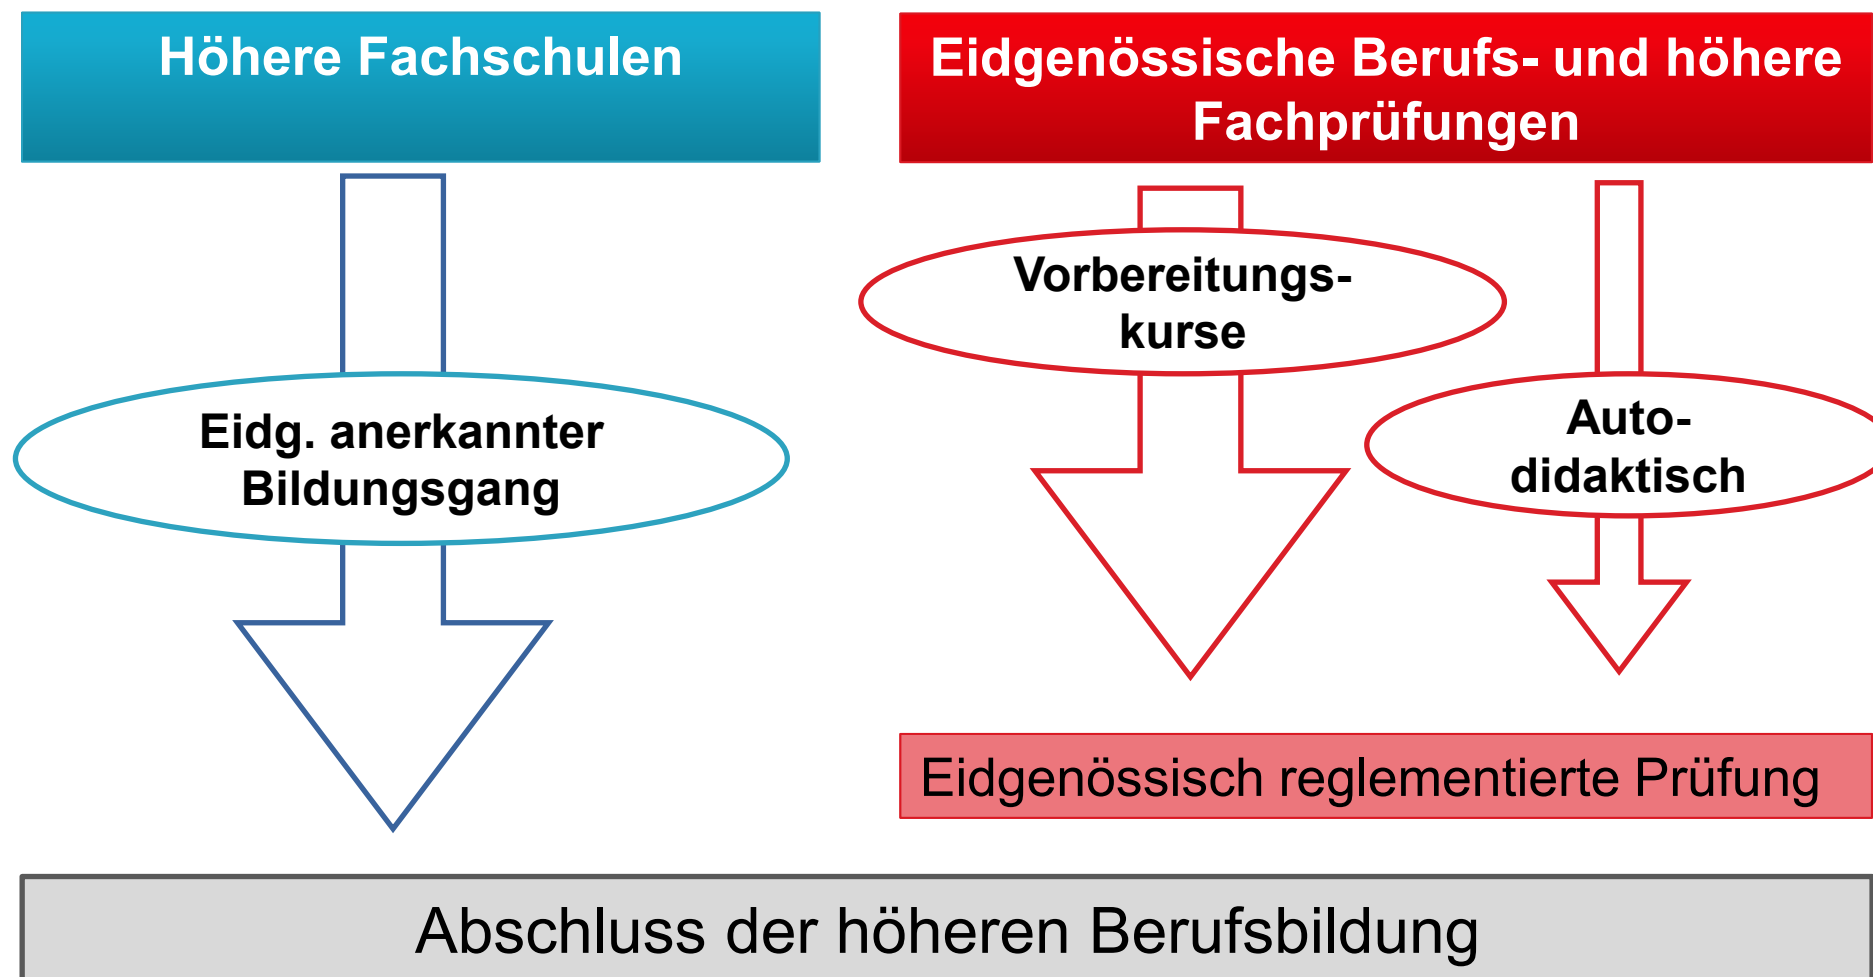 Höhere Fachschulen
Eidgenössische Berufs- und höhere
Fachprüfungen
Vorbereitungs-
kurse
Eidg. anerkannter
Bildungsgang
Auto-
didaktisch
Eidgenössisch reglementierte Prüfung
Abschluss der höheren Berufsbildung